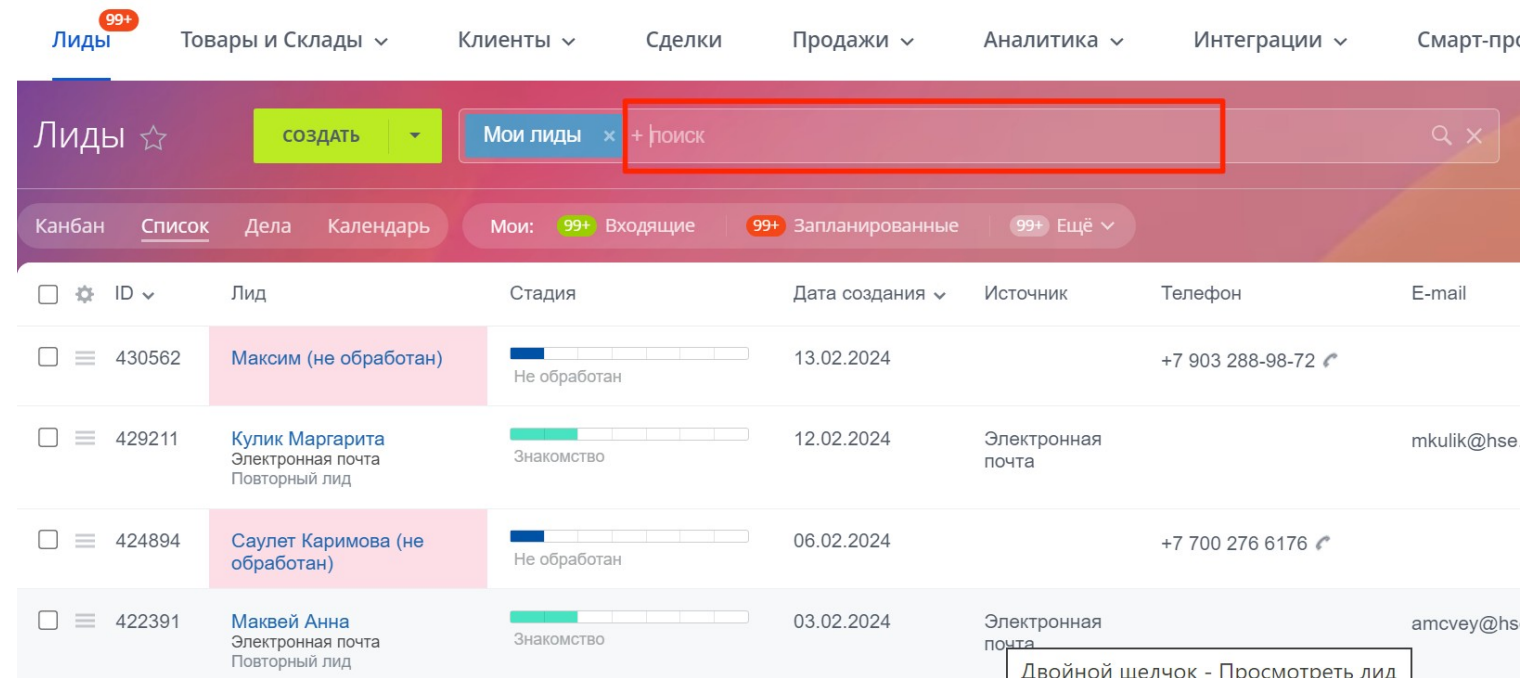 99+
Лиды Товары и Склады Клиенты Сделки Продажи Аналитика Интеграции Смарт-про
Лиды СОЗДАТЬ Мои лиды × + поиск
Канбан Список Дела Календарь Мои: 99+ Входящие 99+ Запланированные 99+ Ещё
ID Лид Стадия Дата создания Источник Телефон E-mail
430562 Максим (не обработан) 13.02.2024 +7 903 288-98-72
Не обработан
429211 Кулик Маргарита 12.02.2024 Электронная mkulik@hse.
Электронная почта Знакомство почта
Повторный лид
424894 Саулет Каримова (не 06.02.2024 +7 700 276 6176
обработан) Не обработан
422391 Маквей Анна 03.02.2024 Электронная amcvey@hs
Электронная почта Знакомство почта
Повторный лид
Двойной щелчок - Просмотреть лид